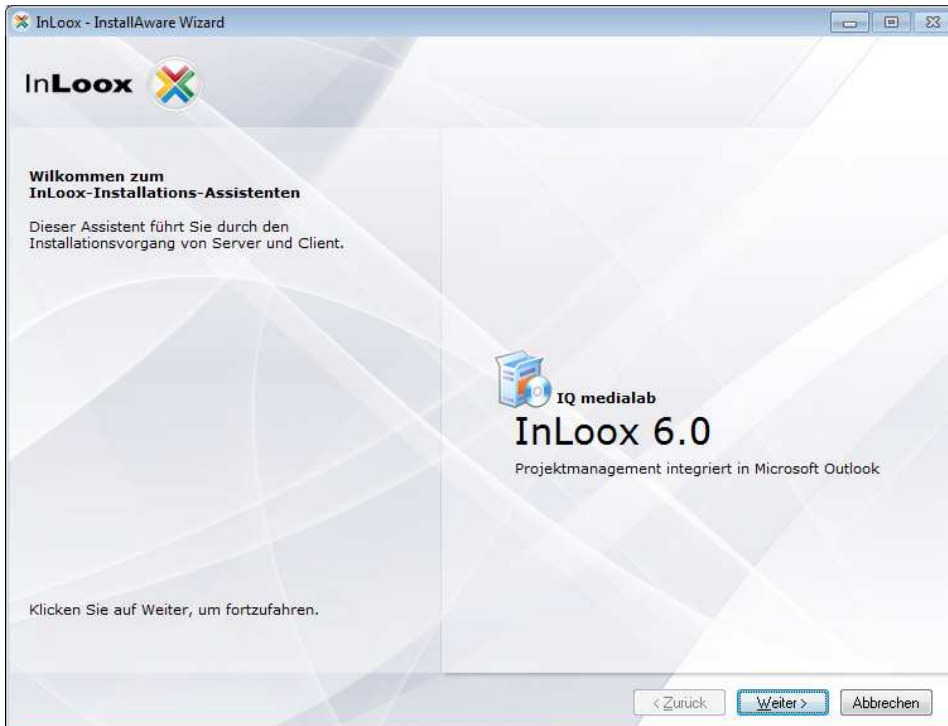 InLoox - InstallAware Wizard
InLoox
Wilkommen zum
InLoox-Installations-Assistenten
Dieser Assistent führt Sie durch den
Installationsvorgang von Server und Client.
IQ medialab
InLoox 6.0
Projektmanagement integriert in Microsoft Outlook
Klicken Sie auf Weiter, um fortzufahren.
< Zurück Weiter > Abbrechen